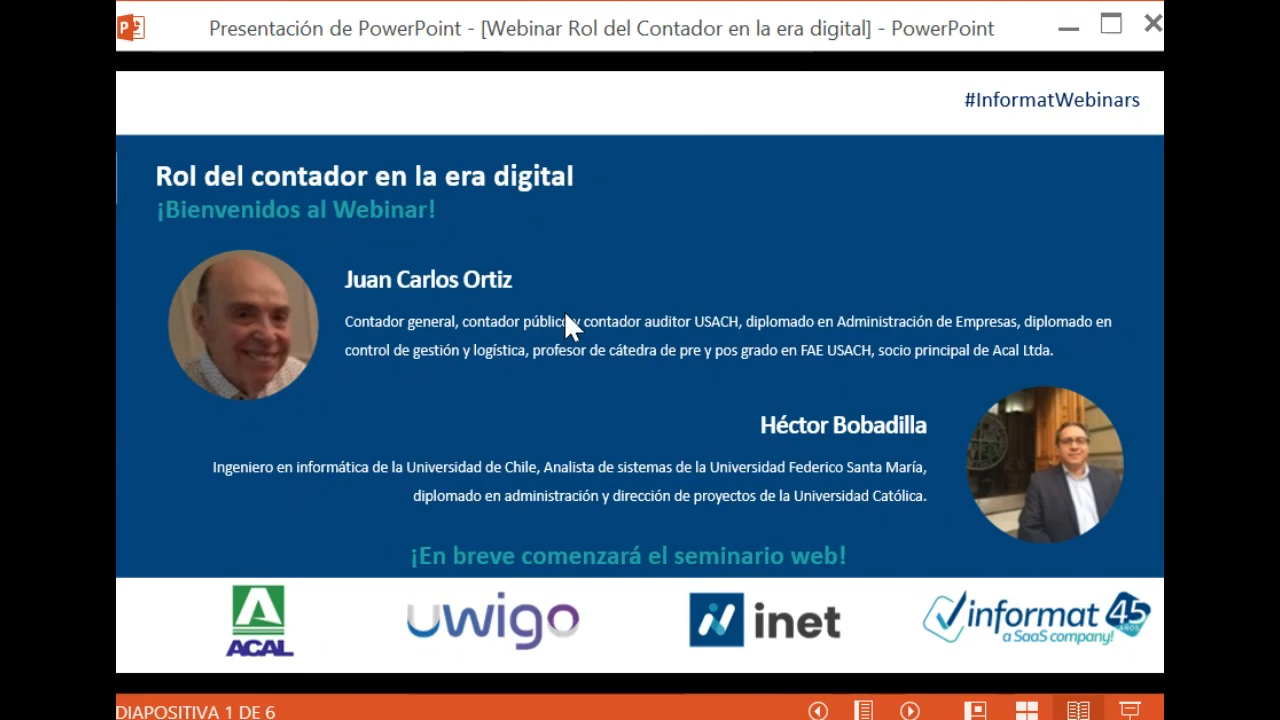 Presentación de PowerPoint - [Webinar Rol del Contador en la era digital] - PowerPoint
#InformatWebinars
Rol del contador en la era digital
¡Bienvenidos al Webinar!
Juan Carlos Ortiz
Contador general, contador público y contador auditor USACH, diplomado en Administración de Empresas, diplomado en
control de gestión y logística, profesor de cátedra de pre y pos grado en FAE USACH, socio principal de Acal Ltda.
Héctor Bobadilla
Ingeniero en informática de la Universidad de Chile, Analista de sistemas de la Universidad Federico Santa María,
diplomado en administración y dirección de proyectos de la Universidad Católica.
¡En breve comenzará el seminario web!
ACAL
uwigo
inet
informat 45 AÑOS
a SaaS company!
DIAPOSITIVA 1 DE 6